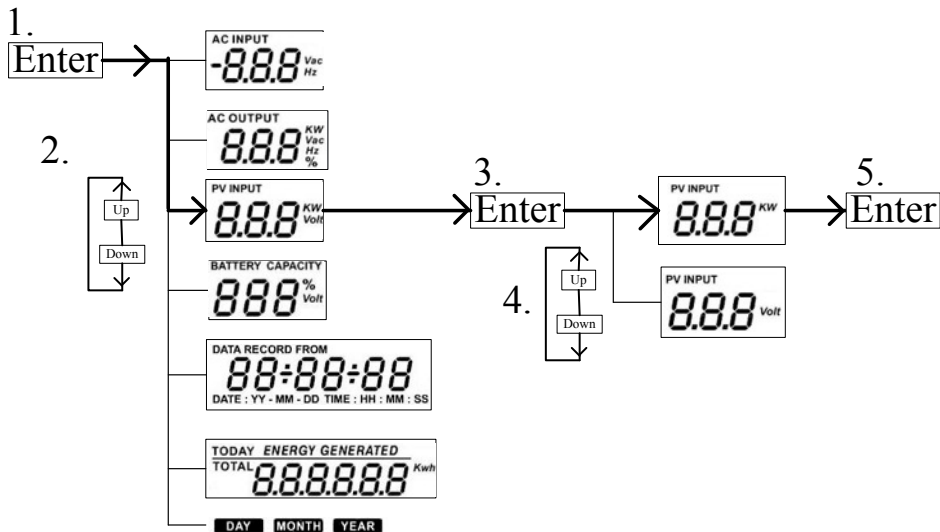 1.
Enter
AC INPUT
-8.8.8 Vac
Hz
AC OUTPUT
8.8.8 KW
Vac
Hz
%
2.
Up
Down
PV INPUT
8.8.8 KW
Volt
3.
Enter
PV INPUT
8.8.8 KW
5.
Enter
4.
Up
Down
PV INPUT
8.8.8 Volt
BATTERY CAPACITY
888 %
Volt
DATA RECORD FROM
88:88:88
DATE : YY - MM - DD TIME : HH : MM : SS
TODAY ENERGY GENERATED
TOTAL 8.8.8.8.8.8 Kwh
DAY MONTH YEAR